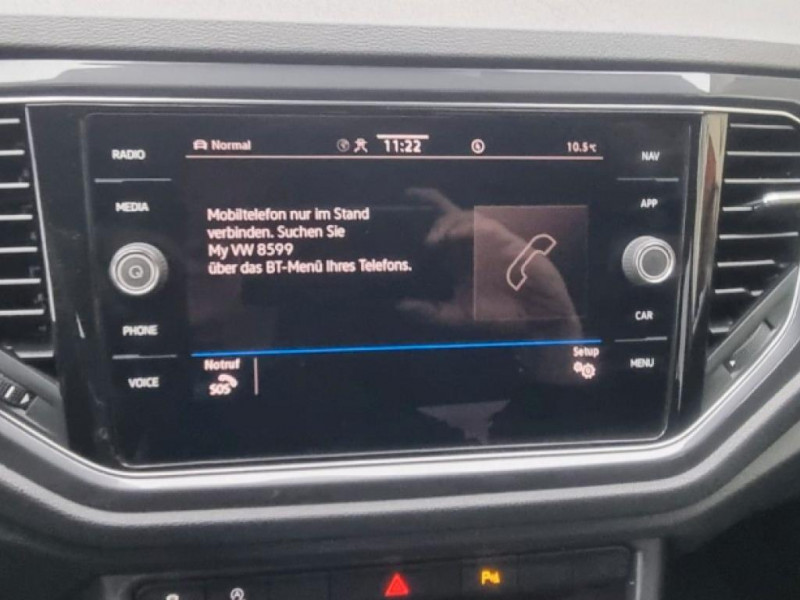 RADIO
MEDIA
PHONE
VOICE
Normal
11:22
10.5°C
Mobiltelefon nur im Stand
verbinden. Suchen Sie
My VW 8599
über das BT-Menü Ihres Telefons.
Notruf
SOS
Setup
NAV
APP
CAR
MENU
P